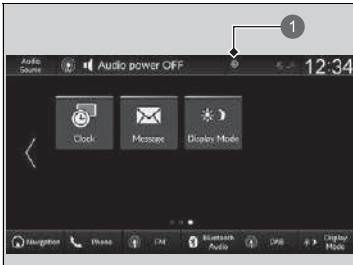 1
Audio Source
Audio power OFF
12:34
Clock
Message
Display Mode
Navigation
Phone
FM
Bluetooth Audio
DAB
Display Mode